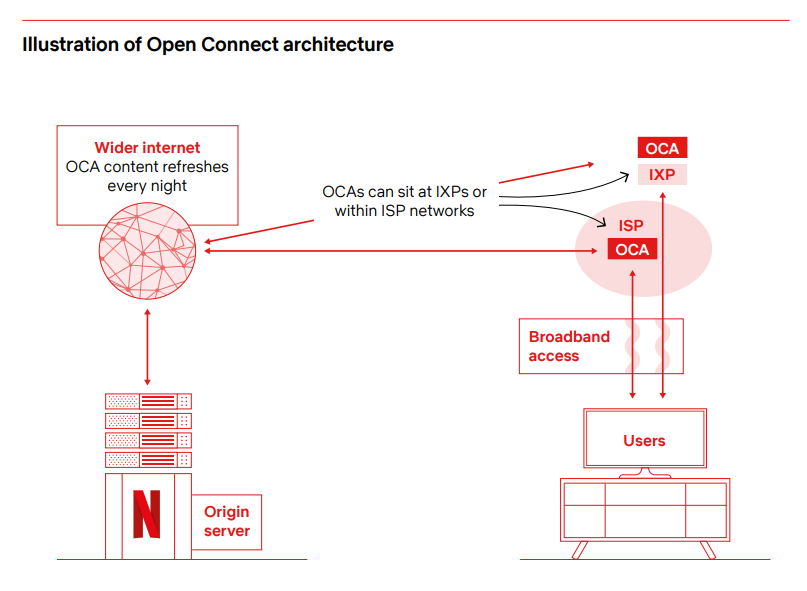 Illustration of Open Connect architecture
Wider internet
OCA content refreshes
every night
OCAs can sit at IXPs or
within ISP networks
OCA
IXP
ISP
OCA
Broadband
access
Users
N
Origin
server